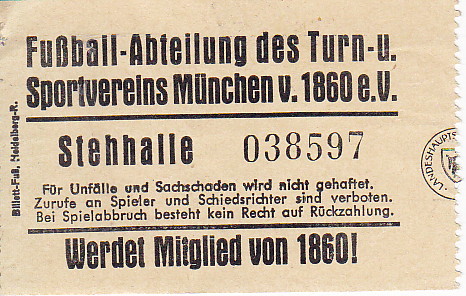 Fußball-Abteilung des Turn- u.
Sportvereins München v. 1860 e.V.
Stehhalle 038597
Für Unfälle und Sachschaden wird nicht gehaftet.
Zurufe an Spieler und Schiedsrichter sind verboten.
Bei Spielabbruch besteht kein Recht auf Rückzahlung.
Werdet Mitglied von 1860!
Billett-Fuß, Heidelberg-R.
LANDESHAUPTS